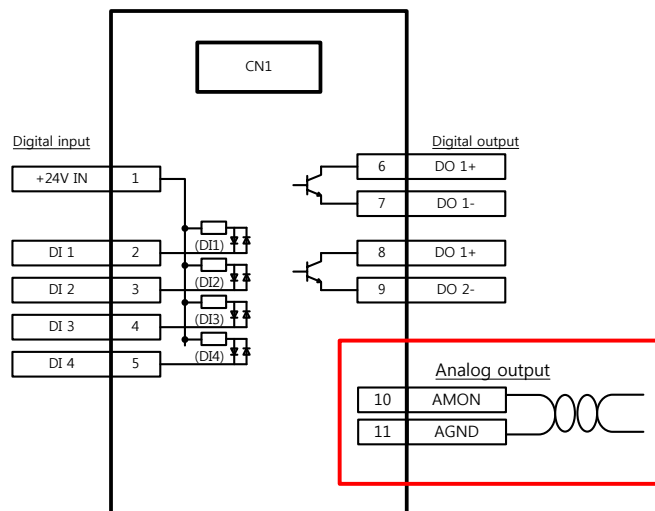 CN1
Digital input
+24V IN 1
DI 1 2
DI 2 3
DI 3 4
DI 4 5
(DI1)
(DI2)
(DI3)
(DI4)
Digital output
6 DO 1+
7 DO 1-
8 DO 1+
9 DO 2-
Analog output
10 AMON
11 AGND